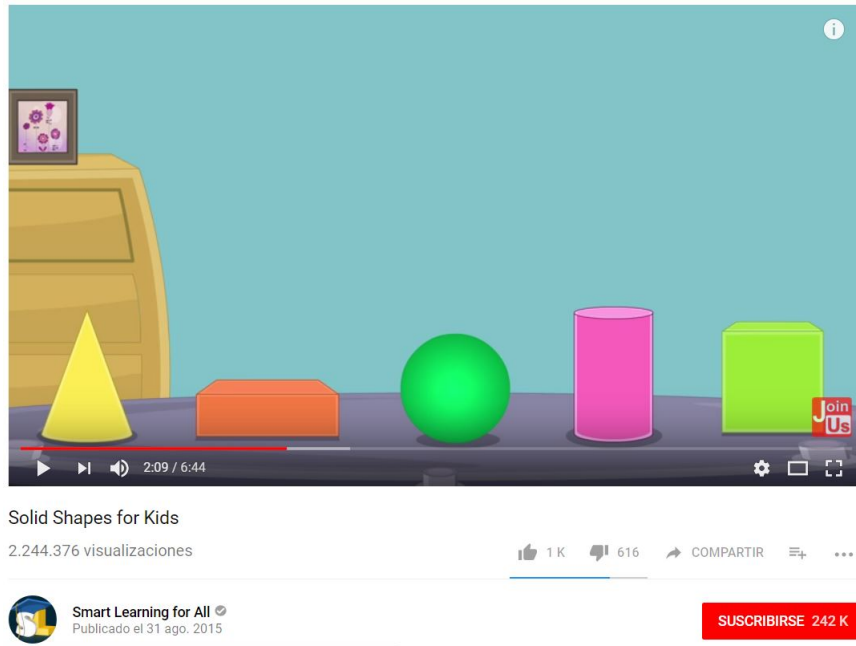 i
Join
Us
2:09 / 6:44
Solid Shapes for Kids
2.244.376 visualizaciones
1 K 616 COMPARTIR
SL
Smart Learning for All
Publicado el 31 ago. 2015
SUSCRIBIRSE 242 K